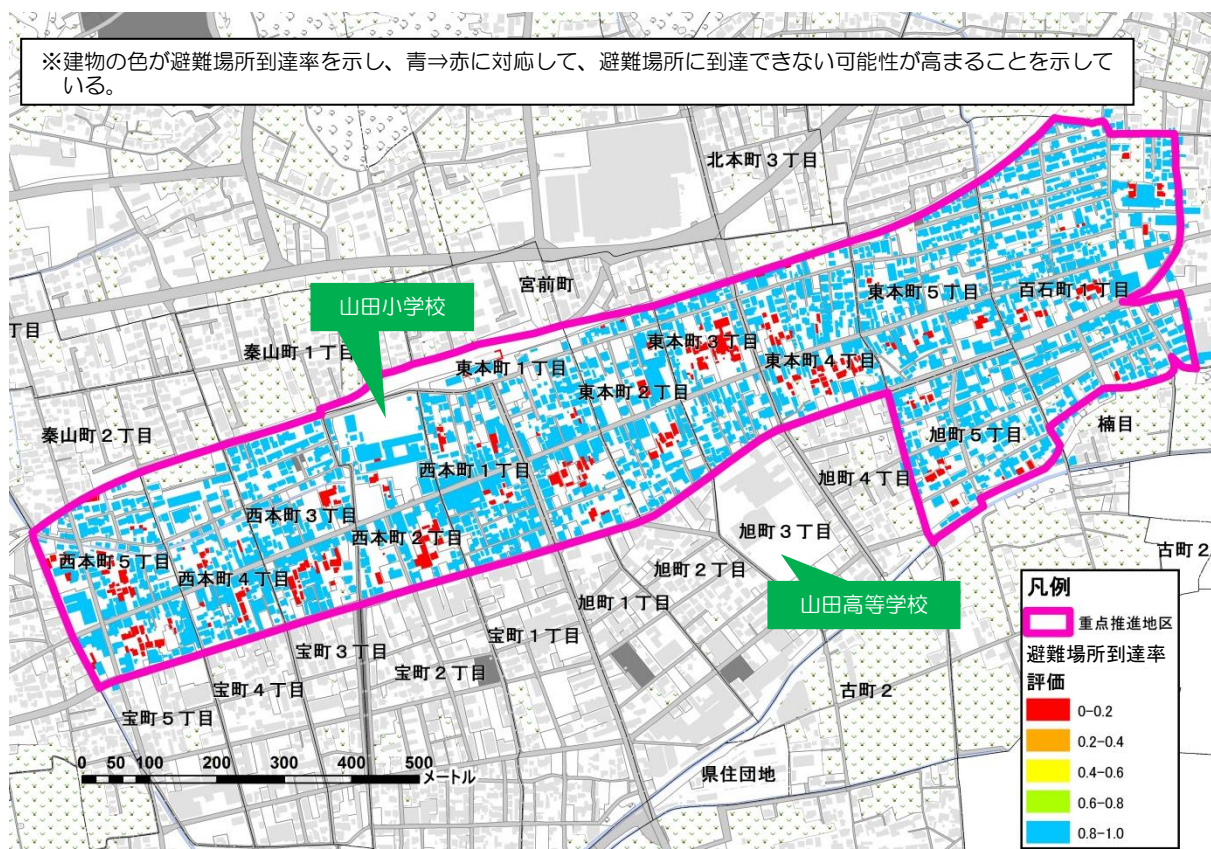 ※建物の色が避難場所到達率を示し、青⇒赤に対応して、避難場所に到達できない可能性が高まることを示して
いる。
北本町3丁目
山田小学校
宮前町
東本町5丁目
百石町1丁目
丁目
秦山町1丁目
東本町1丁目
東本町3丁目
東本町4丁目
東本町2丁目
秦山町2丁目
楠目
旭町5丁目
西本町1丁目
旭町4丁目
西本町3丁目
西本町2丁目
旭町3丁目
古町2
西本町5丁目
西本町4丁目
旭町2丁目
旭町1丁目
山田高等学校
宝町1丁目
宝町3丁目
宝町2丁目
宝町4丁目
古町2
宝町5丁目
県住団地
0 50 100 200 300 400 500
メートル
凡例
重点推進地区
避難場所到達率
評価
0-0.2
0.2-0.4
0.4-0.6
0.6-0.8
0.8-1.0